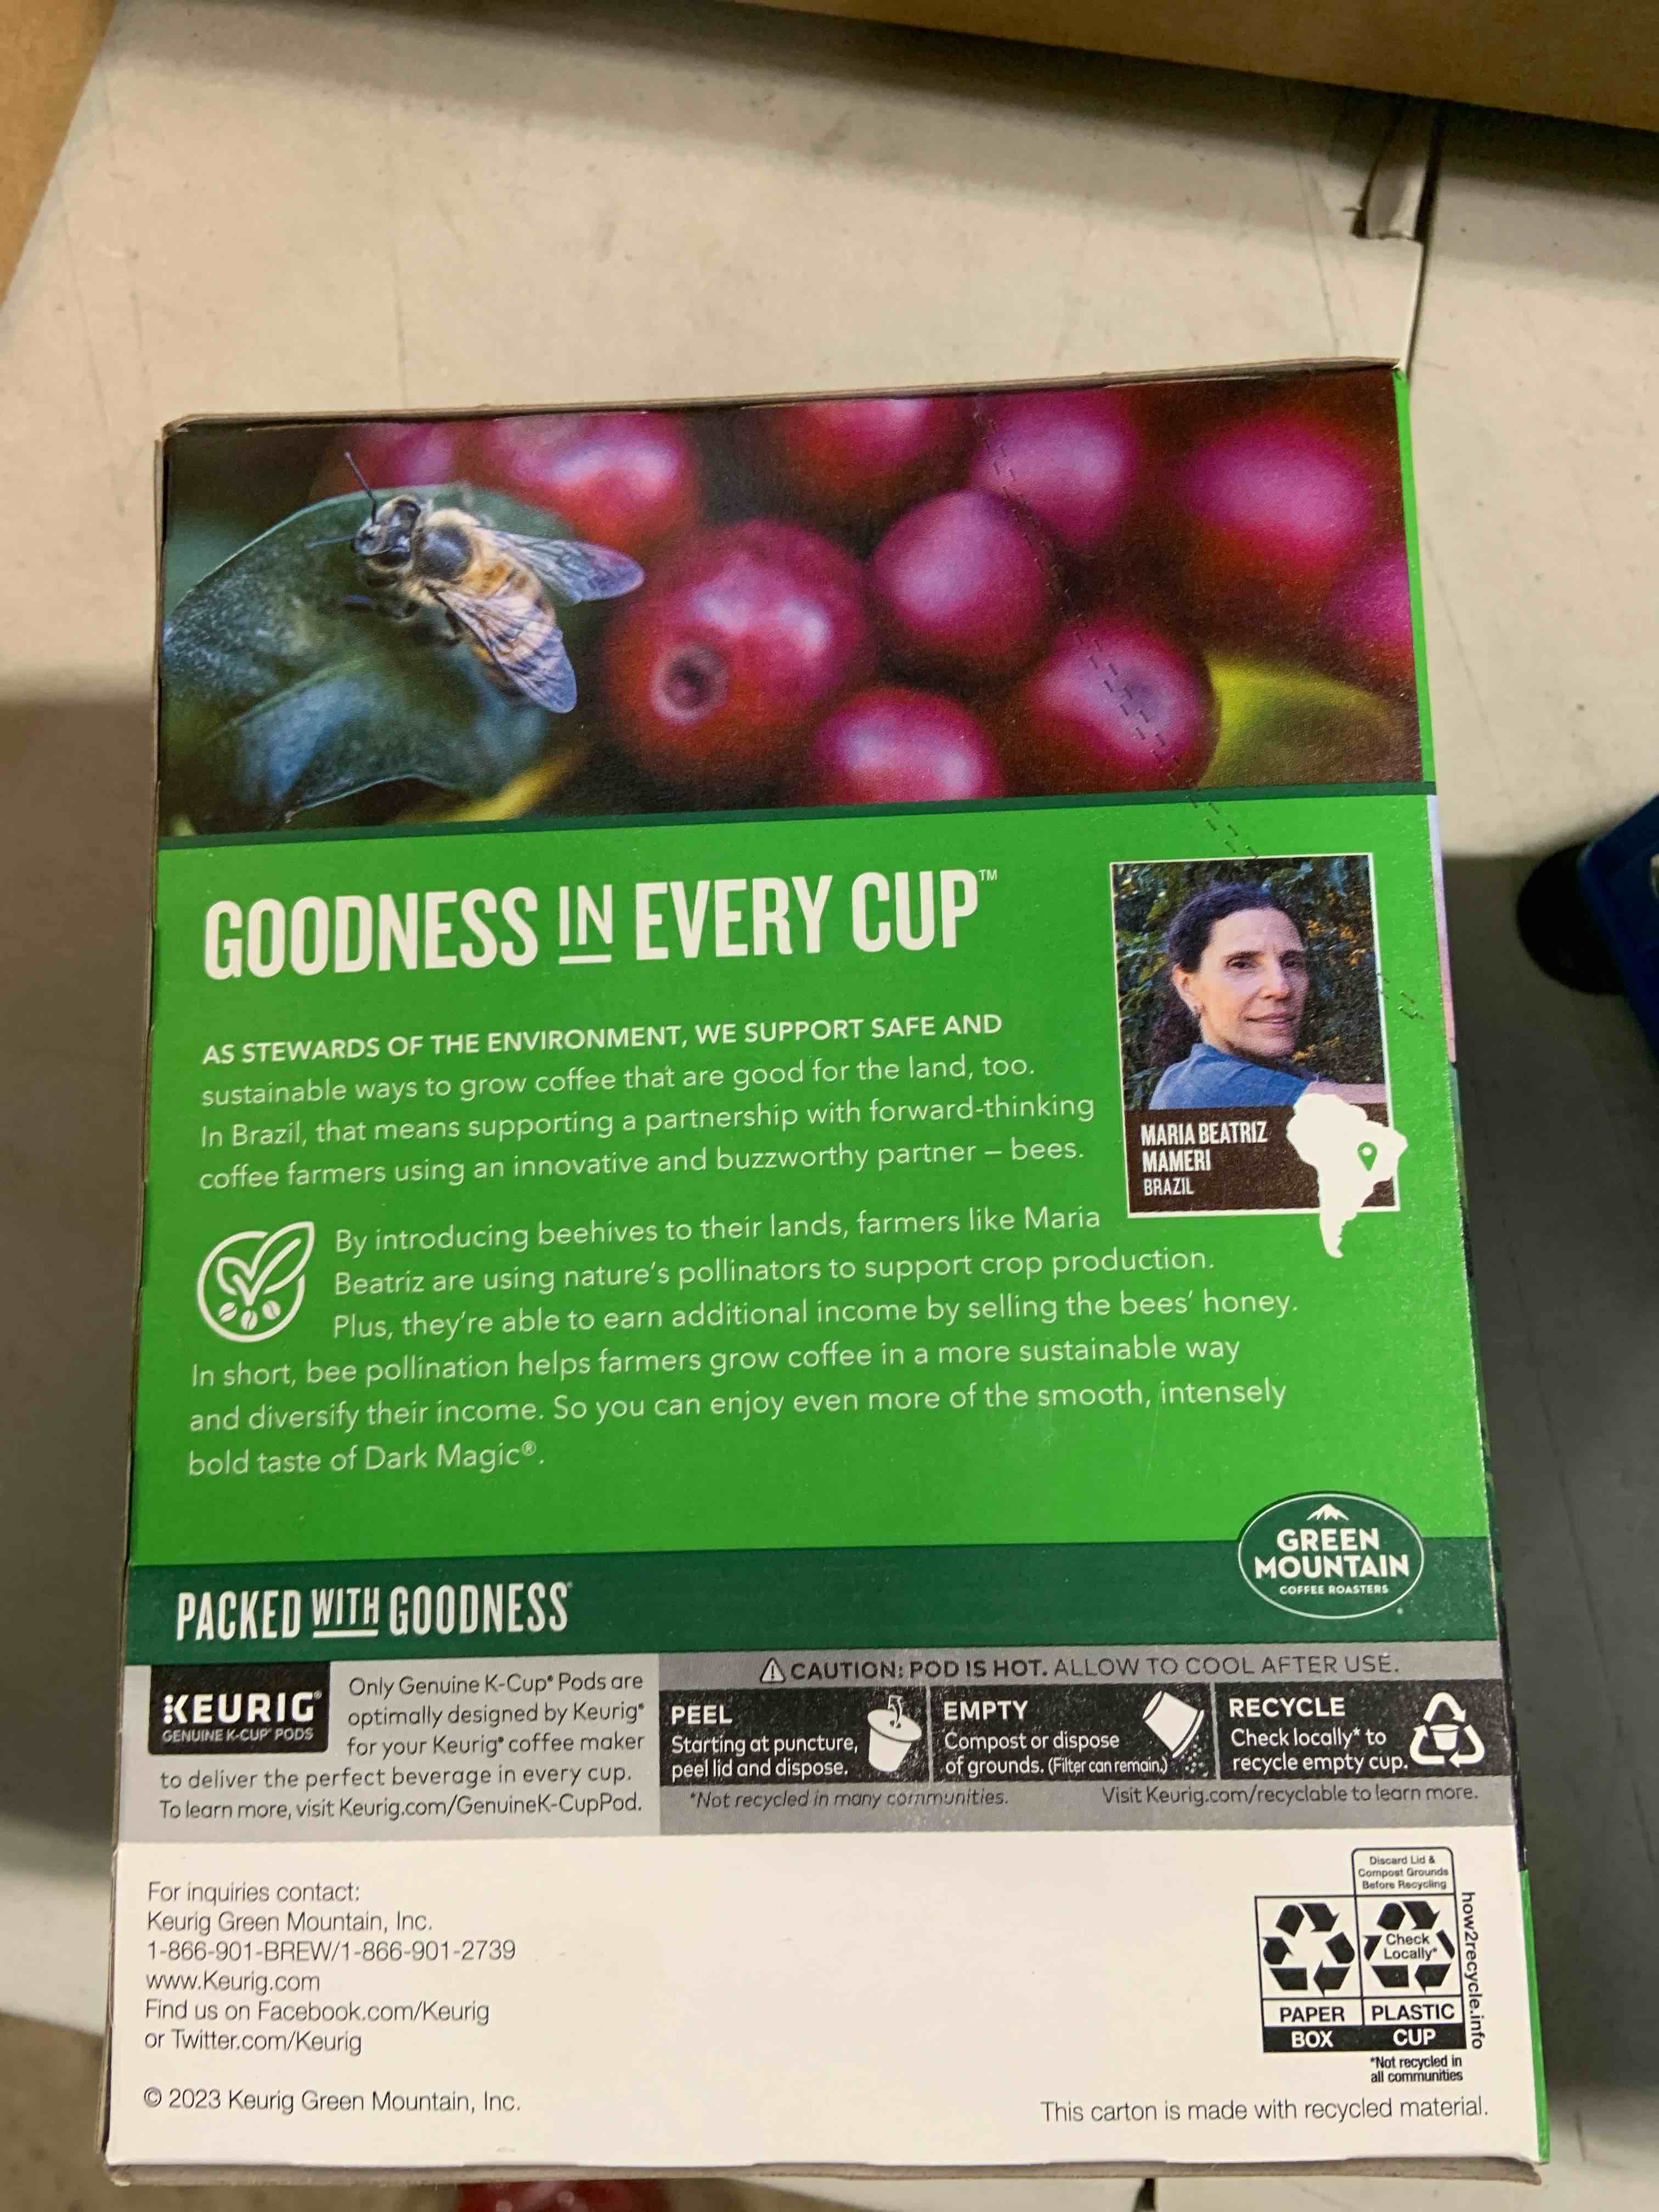 GOODNESS IN EVERY CUP™
AS STEWARDS OF THE ENVIRONMENT, WE SUPPORT SAFE AND
sustainable ways to grow coffee that are good for the land, too.
In Brazil, that means supporting a partnership with forward-thinking
coffee farmers using an innovative and buzzworthy partner – bees.
MARIA BEATRIZ
MAMERI
BRAZIL
By introducing beehives to their lands, farmers like Maria
Beatriz are using nature's pollinators to support crop production.
Plus, they're able to earn additional income by selling the bees' honey.
In short, bee pollination helps farmers grow coffee in a more sustainable way
and diversify their income. So you can enjoy even more of the smooth, intensely
bold taste of Dark Magic®.
GREEN
MOUNTAIN
COFFEE ROASTERS
PACKED WITH GOODNESS®
KEURIG®
GENUINE K-CUP® PODS
Only Genuine K-Cup® Pods are
optimally designed by Keurig®
for your Keurig® coffee maker
to deliver the perfect beverage in every cup.
To learn more, visit Keurig.com/GenuineK-CupPod.
⚠ CAUTION: POD IS HOT. ALLOW TO COOL AFTER USE.
PEEL
Starting at puncture,
peel lid and dispose.
EMPTY
Compost or dispose
of grounds. (Filter can remain.)
RECYCLE
Check locally* to
recycle empty cup.
*Not recycled in many communities.
Visit Keurig.com/recyclable to learn more.
For inquiries contact:
Keurig Green Mountain, Inc.
1-866-901-BREW/1-866-901-2739
www.Keurig.com
Find us on Facebook.com/Keurig
or Twitter.com/Keurig
© 2023 Keurig Green Mountain, Inc.
Discard Lid &
Compost Grounds
Before Recycling
Check
Locally*
PAPER
BOX
PLASTIC
CUP
how2recycle.info
*Not recycled in
all communities
This carton is made with recycled material.